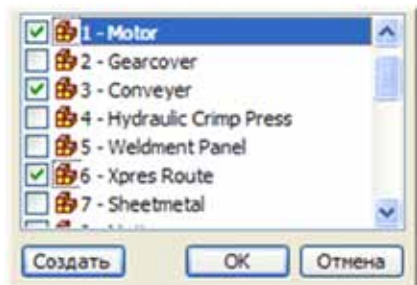 1 - Motor
2 - Gearcover
3 - Conveyer
4 - Hydraulic Crimp Press
5 - Weldment Panel
6 - Xpres Route
7 - Sheetmetal
Создать OK Отмена